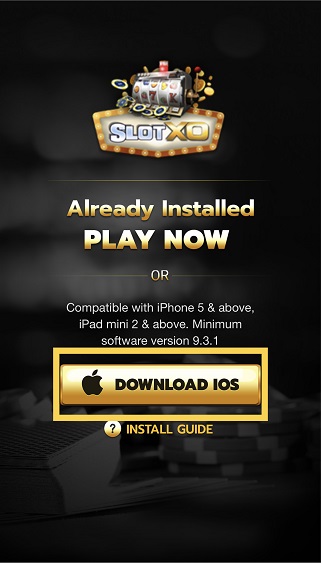 SLOTXO
Already Installed
PLAY NOW
OR
Compatible with iPhone 5 & above,
iPad mini 2 & above. Minimum
software version 9.3.1
DOWNLOAD IOS
? INSTALL GUIDE